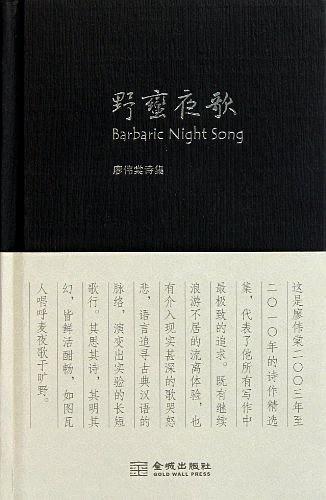 野蛮夜歌
Barbaric Night Song
廖伟棠诗集
这是廖伟棠二〇〇三年至
二〇一〇年的诗作精选
集，代表了他所有写作中
最极致的追求。既有继续
浪游不居的流离体验，也
有介入现实甚深的歌哭怒
悲，语言追寻古典汉语的
脉络，演变出实验的长短
歌行。其思其诗，其明其
幻，皆鲜活酣畅，如图瓦
人唱呼麦夜歌于旷野。
金城出版社
GOLD WALL PRESS